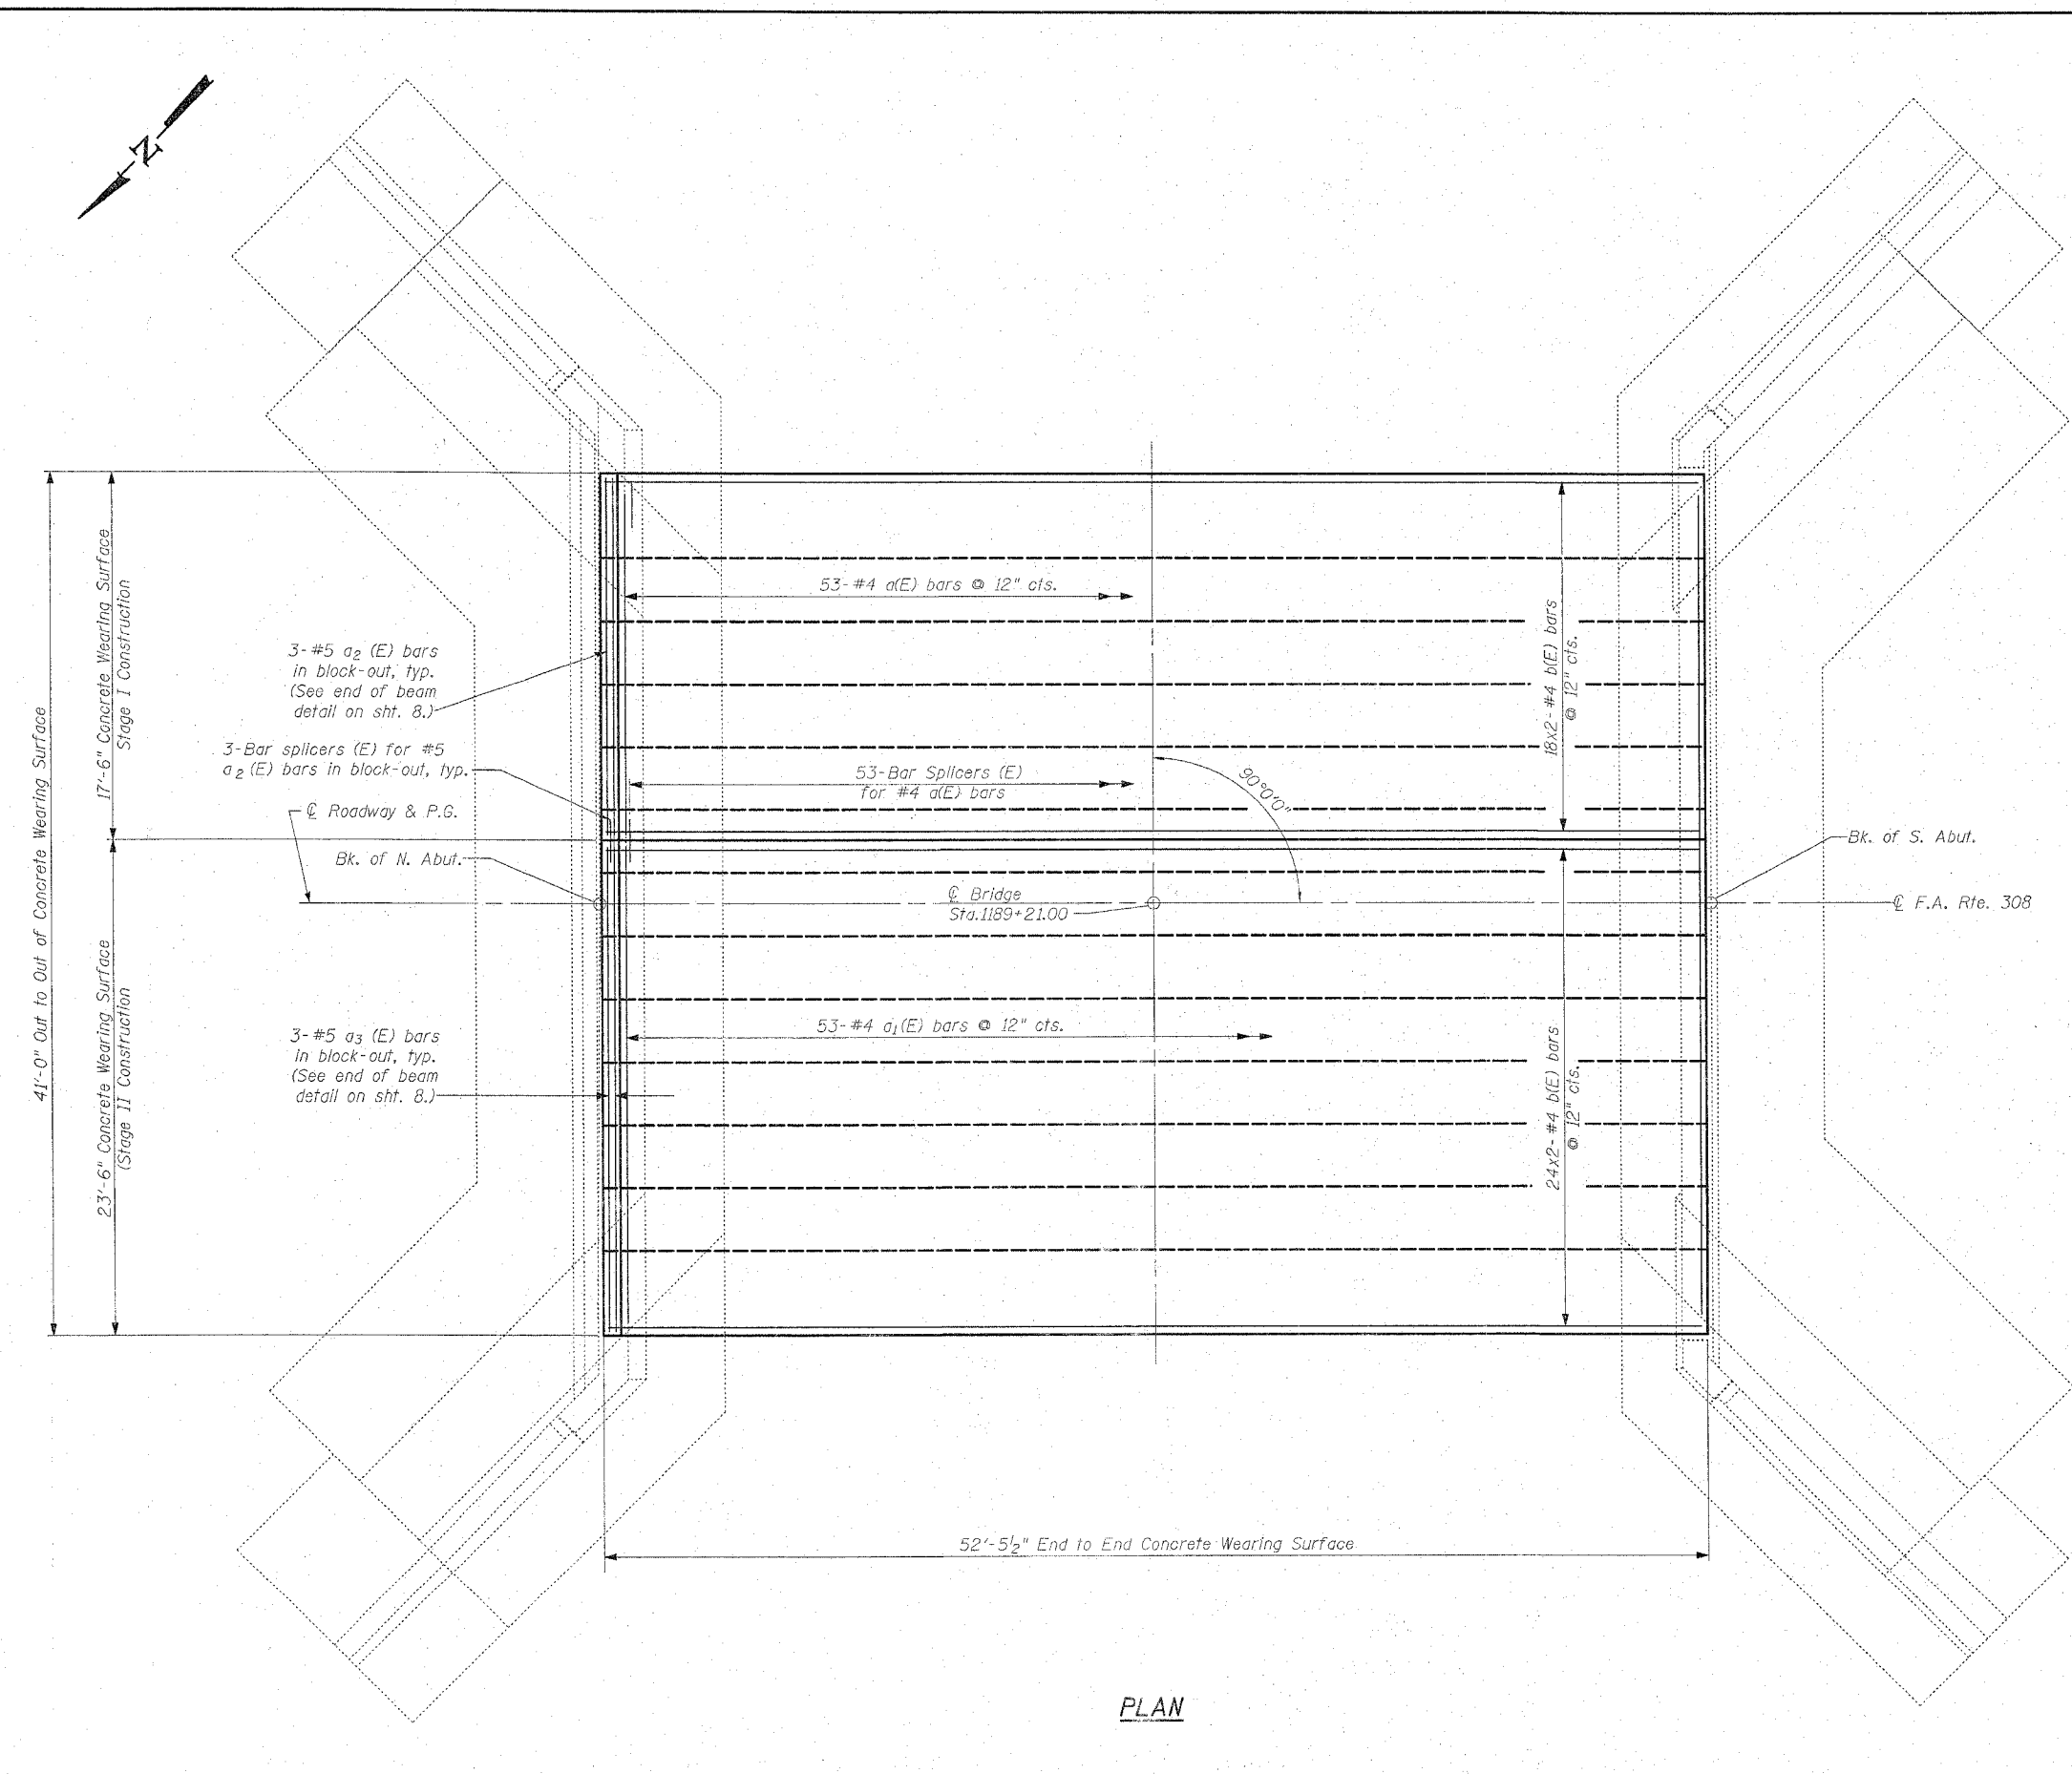 N
53-#4 a(E) bars @ 12" cts.
18x2-#4 b(E) bars
@ 12" cts.
17'-6" Concrete Wearing Surface
Stage I Construction
3-#5 a2 (E) bars
in block-out, typ.
(See end of beam
detail on sht. 8.)
3-Bar splicers (E) for #5
a2 (E) bars in block-out, typ.
53-Bar Splicers (E)
for #4 a(E) bars
90°0'0"
℄ Roadway & P.G.
Bk. of N. Abut.
Bk. of S. Abut.
℄ Bridge
Sta.1189+21.00
℄ F.A. Rte. 308
41'-0" Out to Out of Concrete Wearing Surface
23'-6" Concrete Wearing Surface
(Stage II Construction
53-#4 a1(E) bars @ 12" cts.
3-#5 a3 (E) bars
in block-out, typ.
(See end of beam
detail on sht. 8.)
24x2-#4 b(E) bars
@ 12" cts.
52'-5½" End to End Concrete Wearing Surface
PLAN